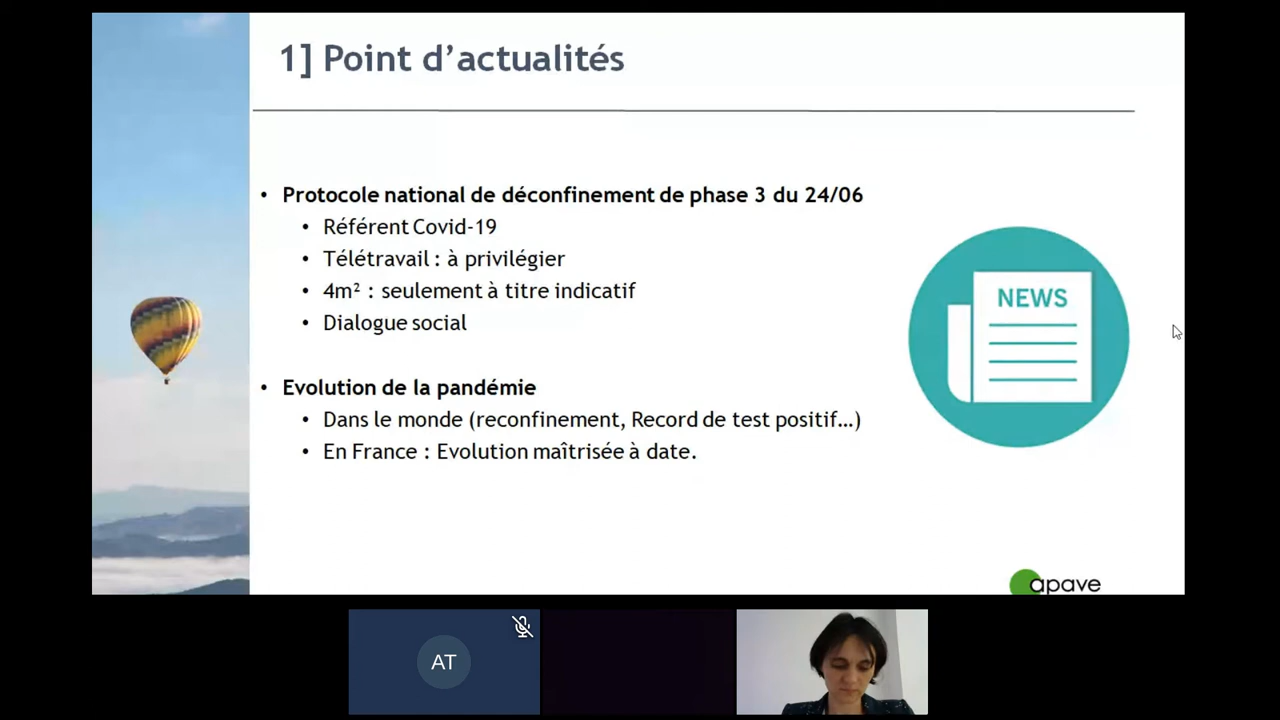 1] Point d'actualités
• Protocole national de déconfinement de phase 3 du 24/06
• Référent Covid-19
• Télétravail : à privilégier
• 4m² : seulement à titre indicatif
• Dialogue social
NEWS
• Evolution de la pandémie
• Dans le monde (reconfinement, Record de test positif…)
• En France : Evolution maîtrisée à date.
apave
AT